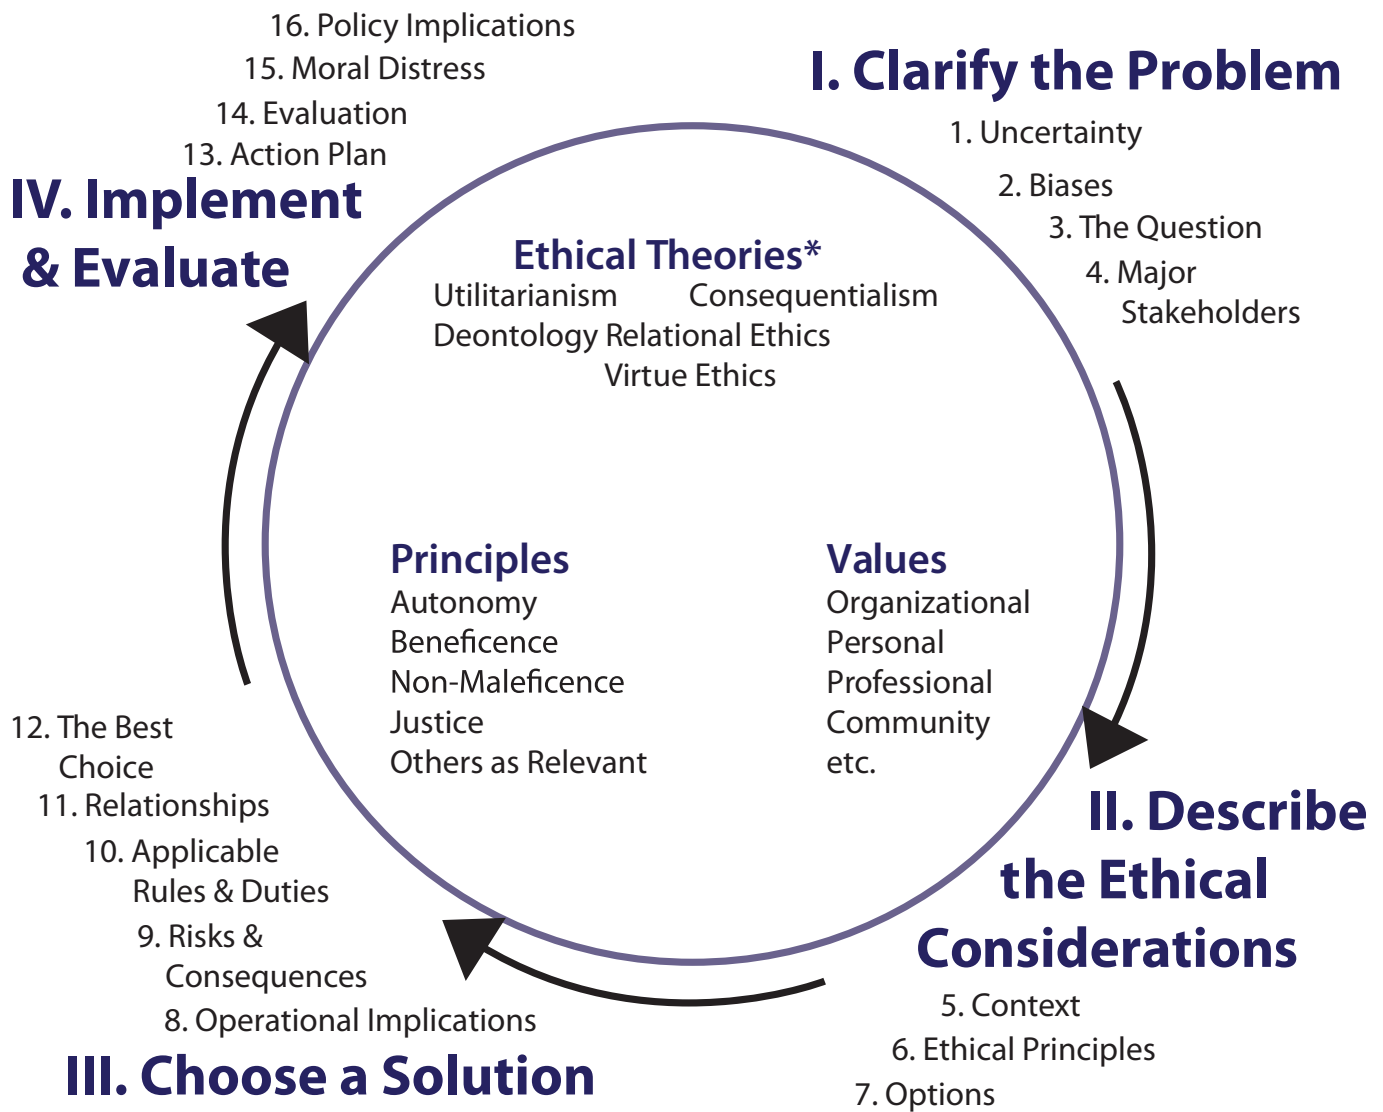 I. Clarify the Problem
1. Uncertainty
2. Biases
3. The Question
4. Major
Stakeholders
II. Describe
the Ethical
Considerations
5. Context
6. Ethical Principles
7. Options
III. Choose a Solution
8. Operational Implications
9. Risks &
Consequences
10. Applicable
Rules & Duties
11. Relationships
12. The Best
Choice
IV. Implement
& Evaluate
13. Action Plan
14. Evaluation
15. Moral Distress
16. Policy Implications
Ethical Theories*
Utilitarianism Consequentialism
Deontology Relational Ethics
Virtue Ethics
Principles
Autonomy
Beneficence
Non-Maleficence
Justice
Others as Relevant
Values
Organizational
Personal
Professional
Community
etc.